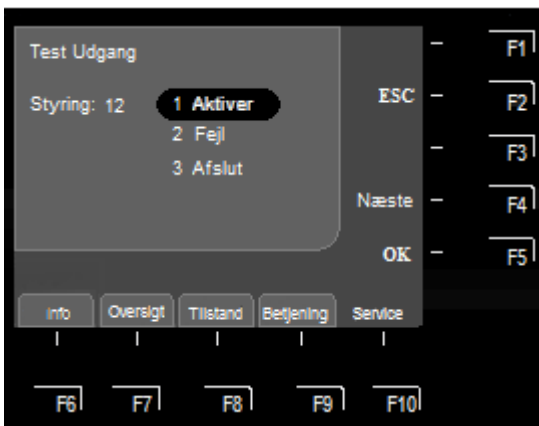 Test Udgang
F1
Styring: 12 1 Aktiver ESC F2
2 Fejl
F3
3 Afslut
Næste F4
OK F5
Info Oversigt Tilstand Betjening Service
F6 F7 F8 F9 F10